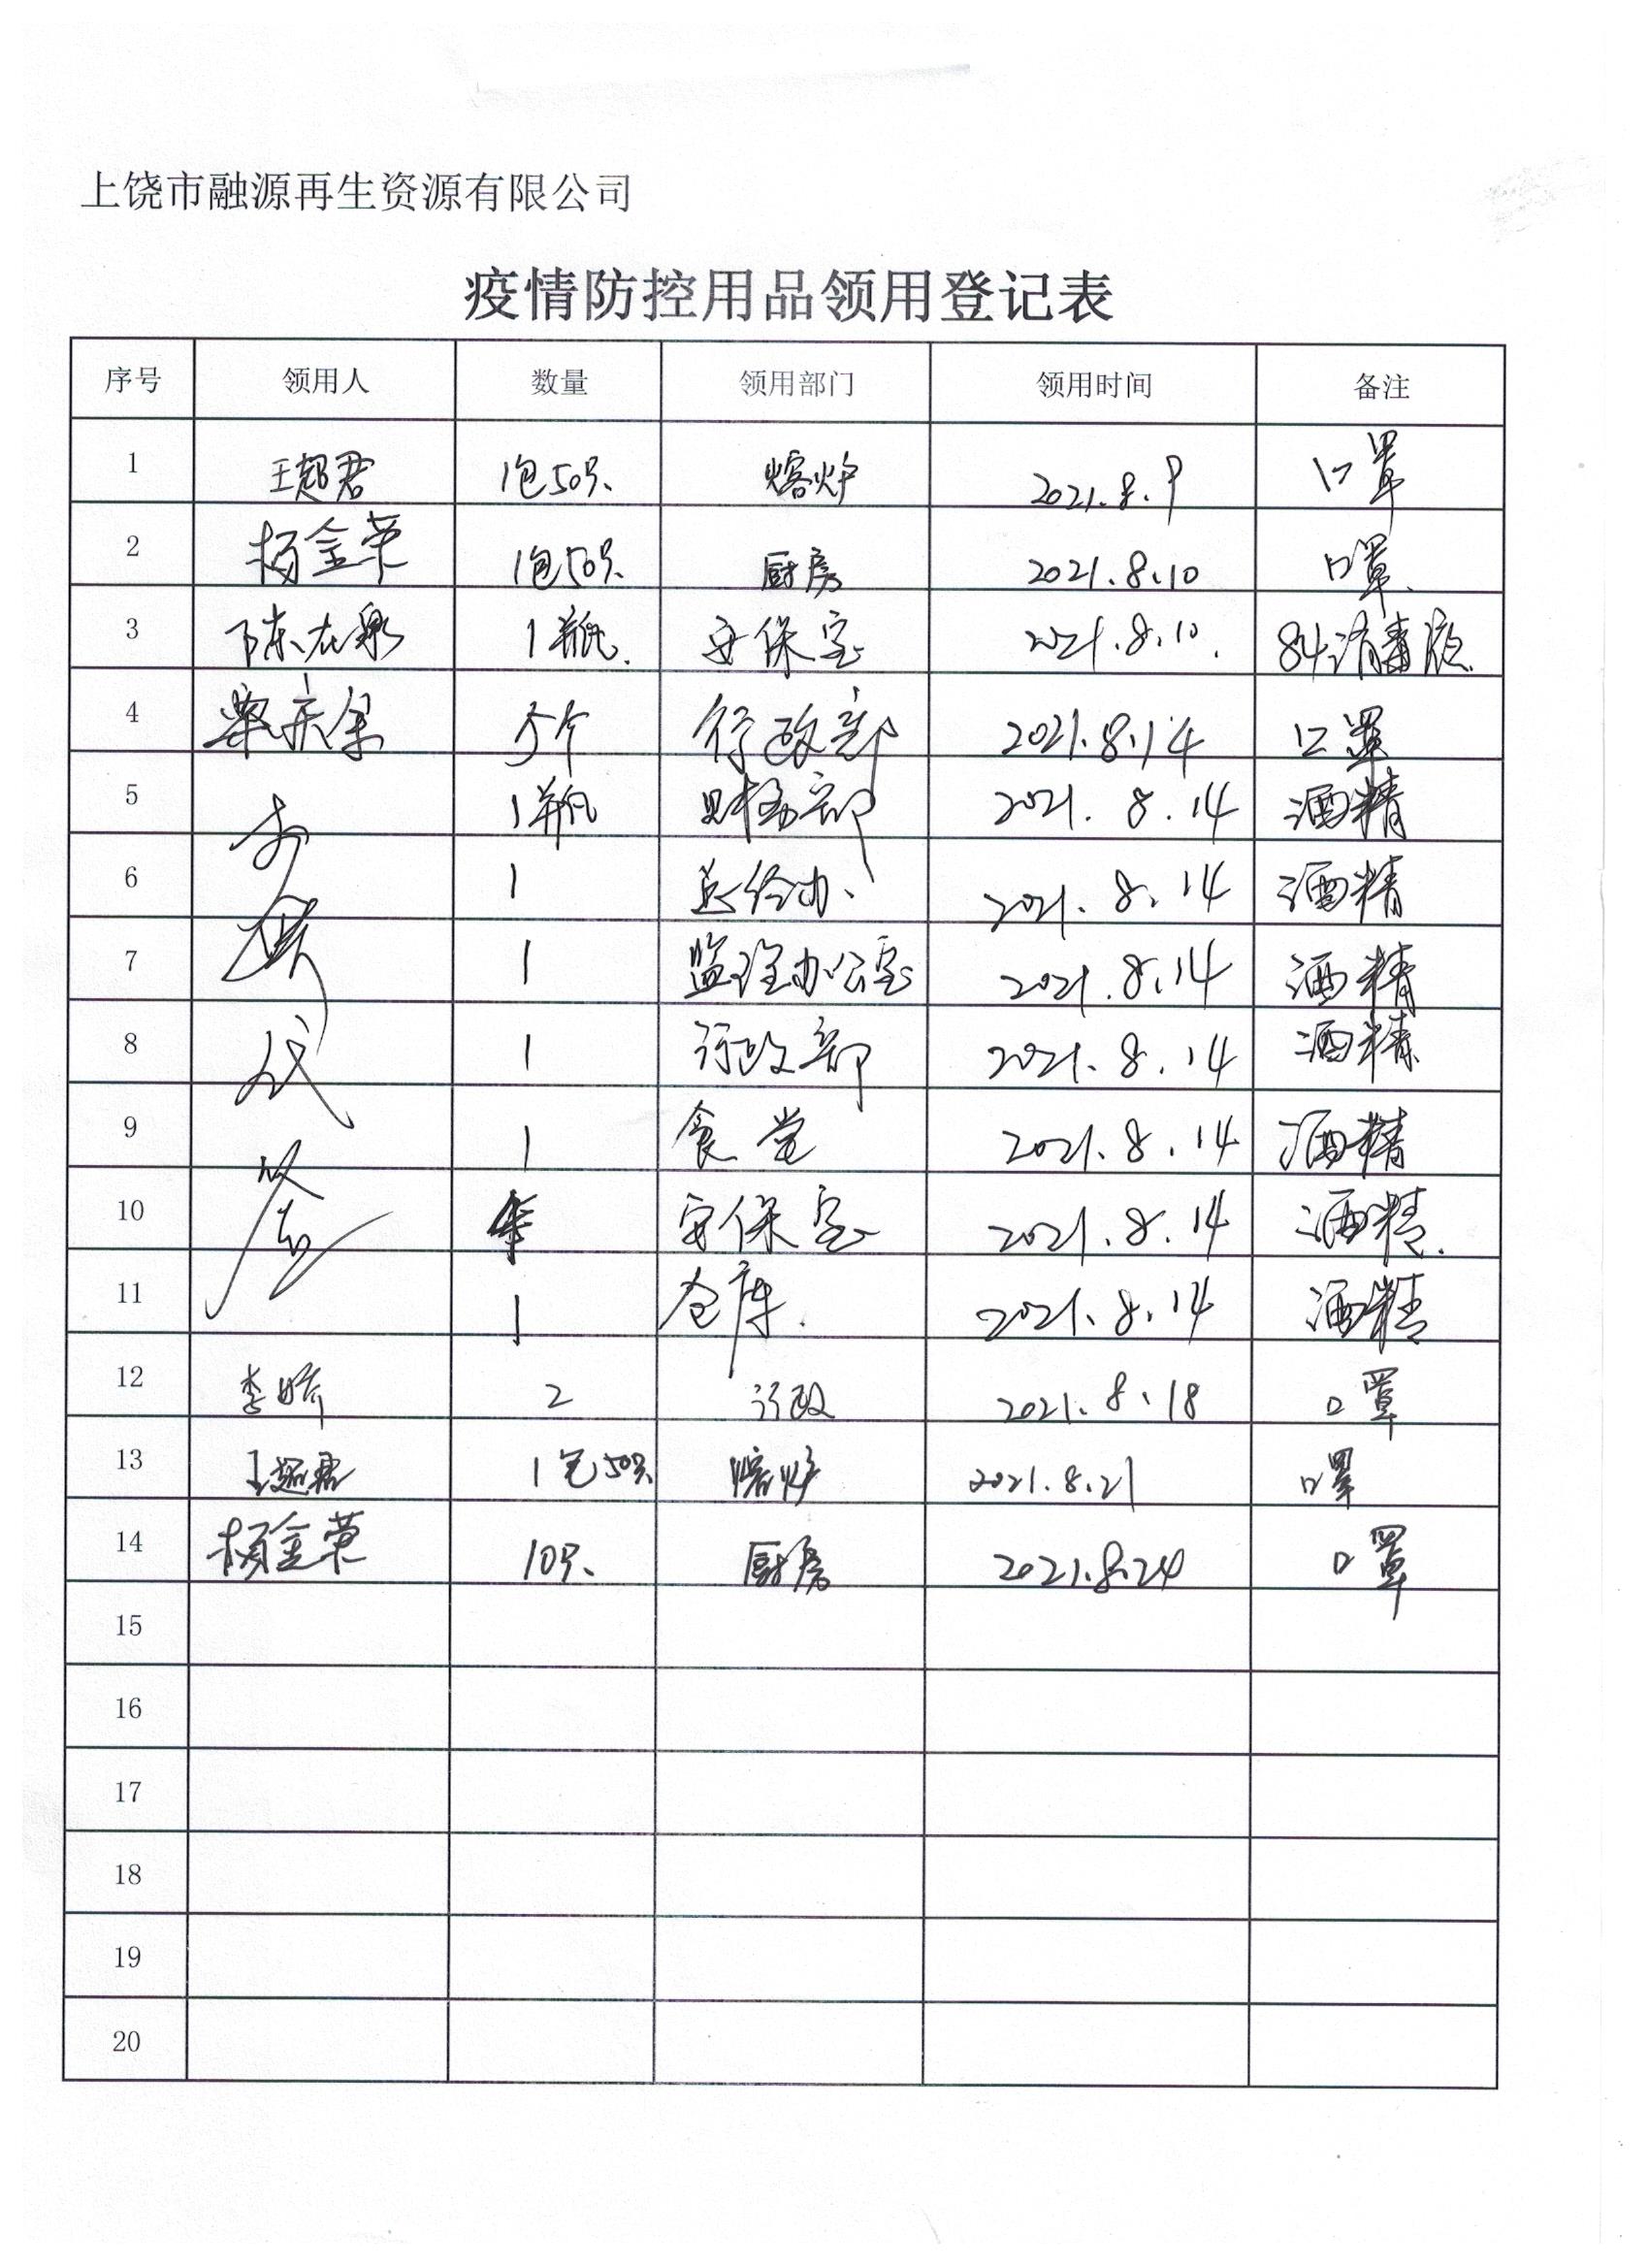 上饶市融源再生资源有限公司
疫情防控用品领用登记表
序号 领用人 数量 领用部门 领用时间 备注
1 王超君 1包50只、 熔炉 2021.8.9 口罩
2 杨金荣 1包50只、 厨房 2021.8.10 口罩.
3 陈在泉 1瓶. 安保室 2021.8.10. 84消毒液.
4 5个 行政部 2021.8.14 口罩
5 1瓶 财务部 2021.8.14 酒精
6 1 总经办、 2021.8.14 酒精
7 1 监理办公室 2021.8.14 酒精
8 1 行政部 2021.8.14 酒精
9 1 食堂 2021.8.14 酒精
10 安保室 2021.8.14 酒精.
11 1 仓库. 2021.8.14 酒精
12 李娇 2 行政 2021.8.18 口罩
13 王超君 1包50只 熔炉 2021.8.21 口罩
14 杨金荣 10只、 厨房 2021.8.24 口罩
15
16
17
18
19
20